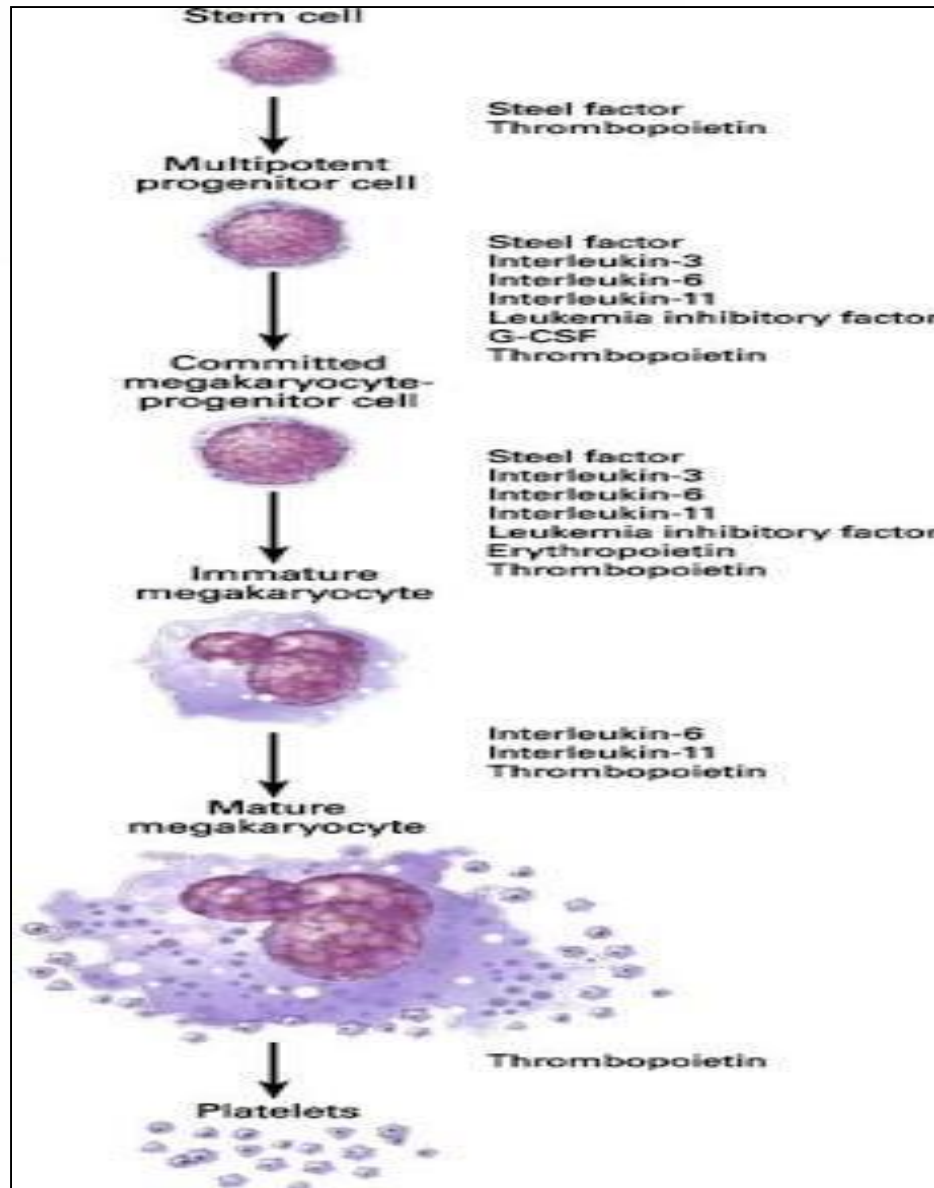 Stem cell
Steel factor
Thrombopoietin
Multipotent
progenitor cell
Steel factor
Interleukin-3
Interleukin-6
Interleukin-11
Leukemia inhibitory factor
G-CSF
Thrombopoietin
Committed
megakaryocyte-
progenitor cell
Steel factor
Interleukin-3
Interleukin-6
Interleukin-11
Leukemia inhibitory factor
Erythropoietin
Thrombopoietin
Immature
megakaryocyte
Interleukin-6
Interleukin-11
Thrombopoietin
Mature
megakaryocyte
Thrombopoietin
Platelets